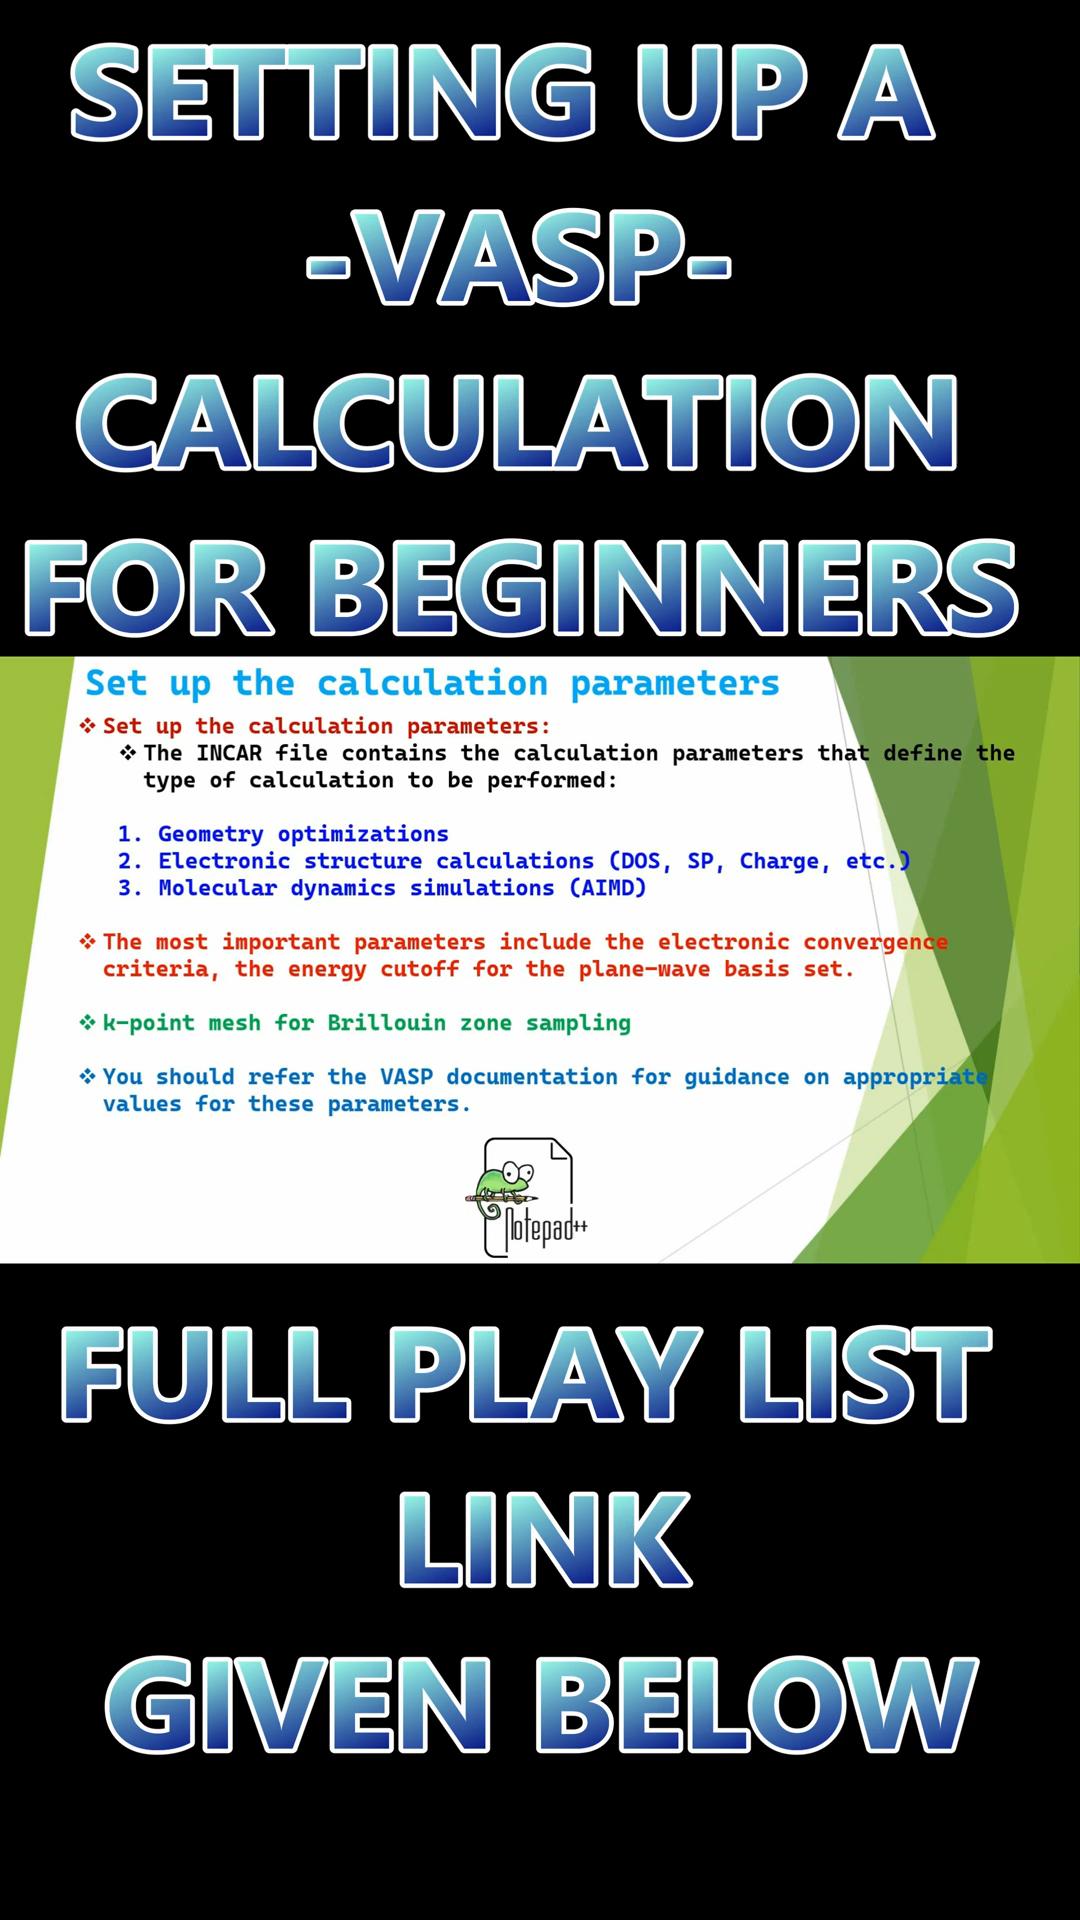 SETTING UP A
-VASP-
CALCULATION
FOR BEGINNERS
Set up the calculation parameters
❖ Set up the calculation parameters:
❖ The INCAR file contains the calculation parameters that define the
type of calculation to be performed:
1. Geometry optimizations
2. Electronic structure calculations (DOS, SP, Charge, etc.)
3. Molecular dynamics simulations (AIMD)
❖ The most important parameters include the electronic convergence
criteria, the energy cutoff for the plane-wave basis set.
❖ k-point mesh for Brillouin zone sampling
❖ You should refer the VASP documentation for guidance on appropriate
values for these parameters.
Notepad++
FULL PLAY LIST
LINK
GIVEN BELOW